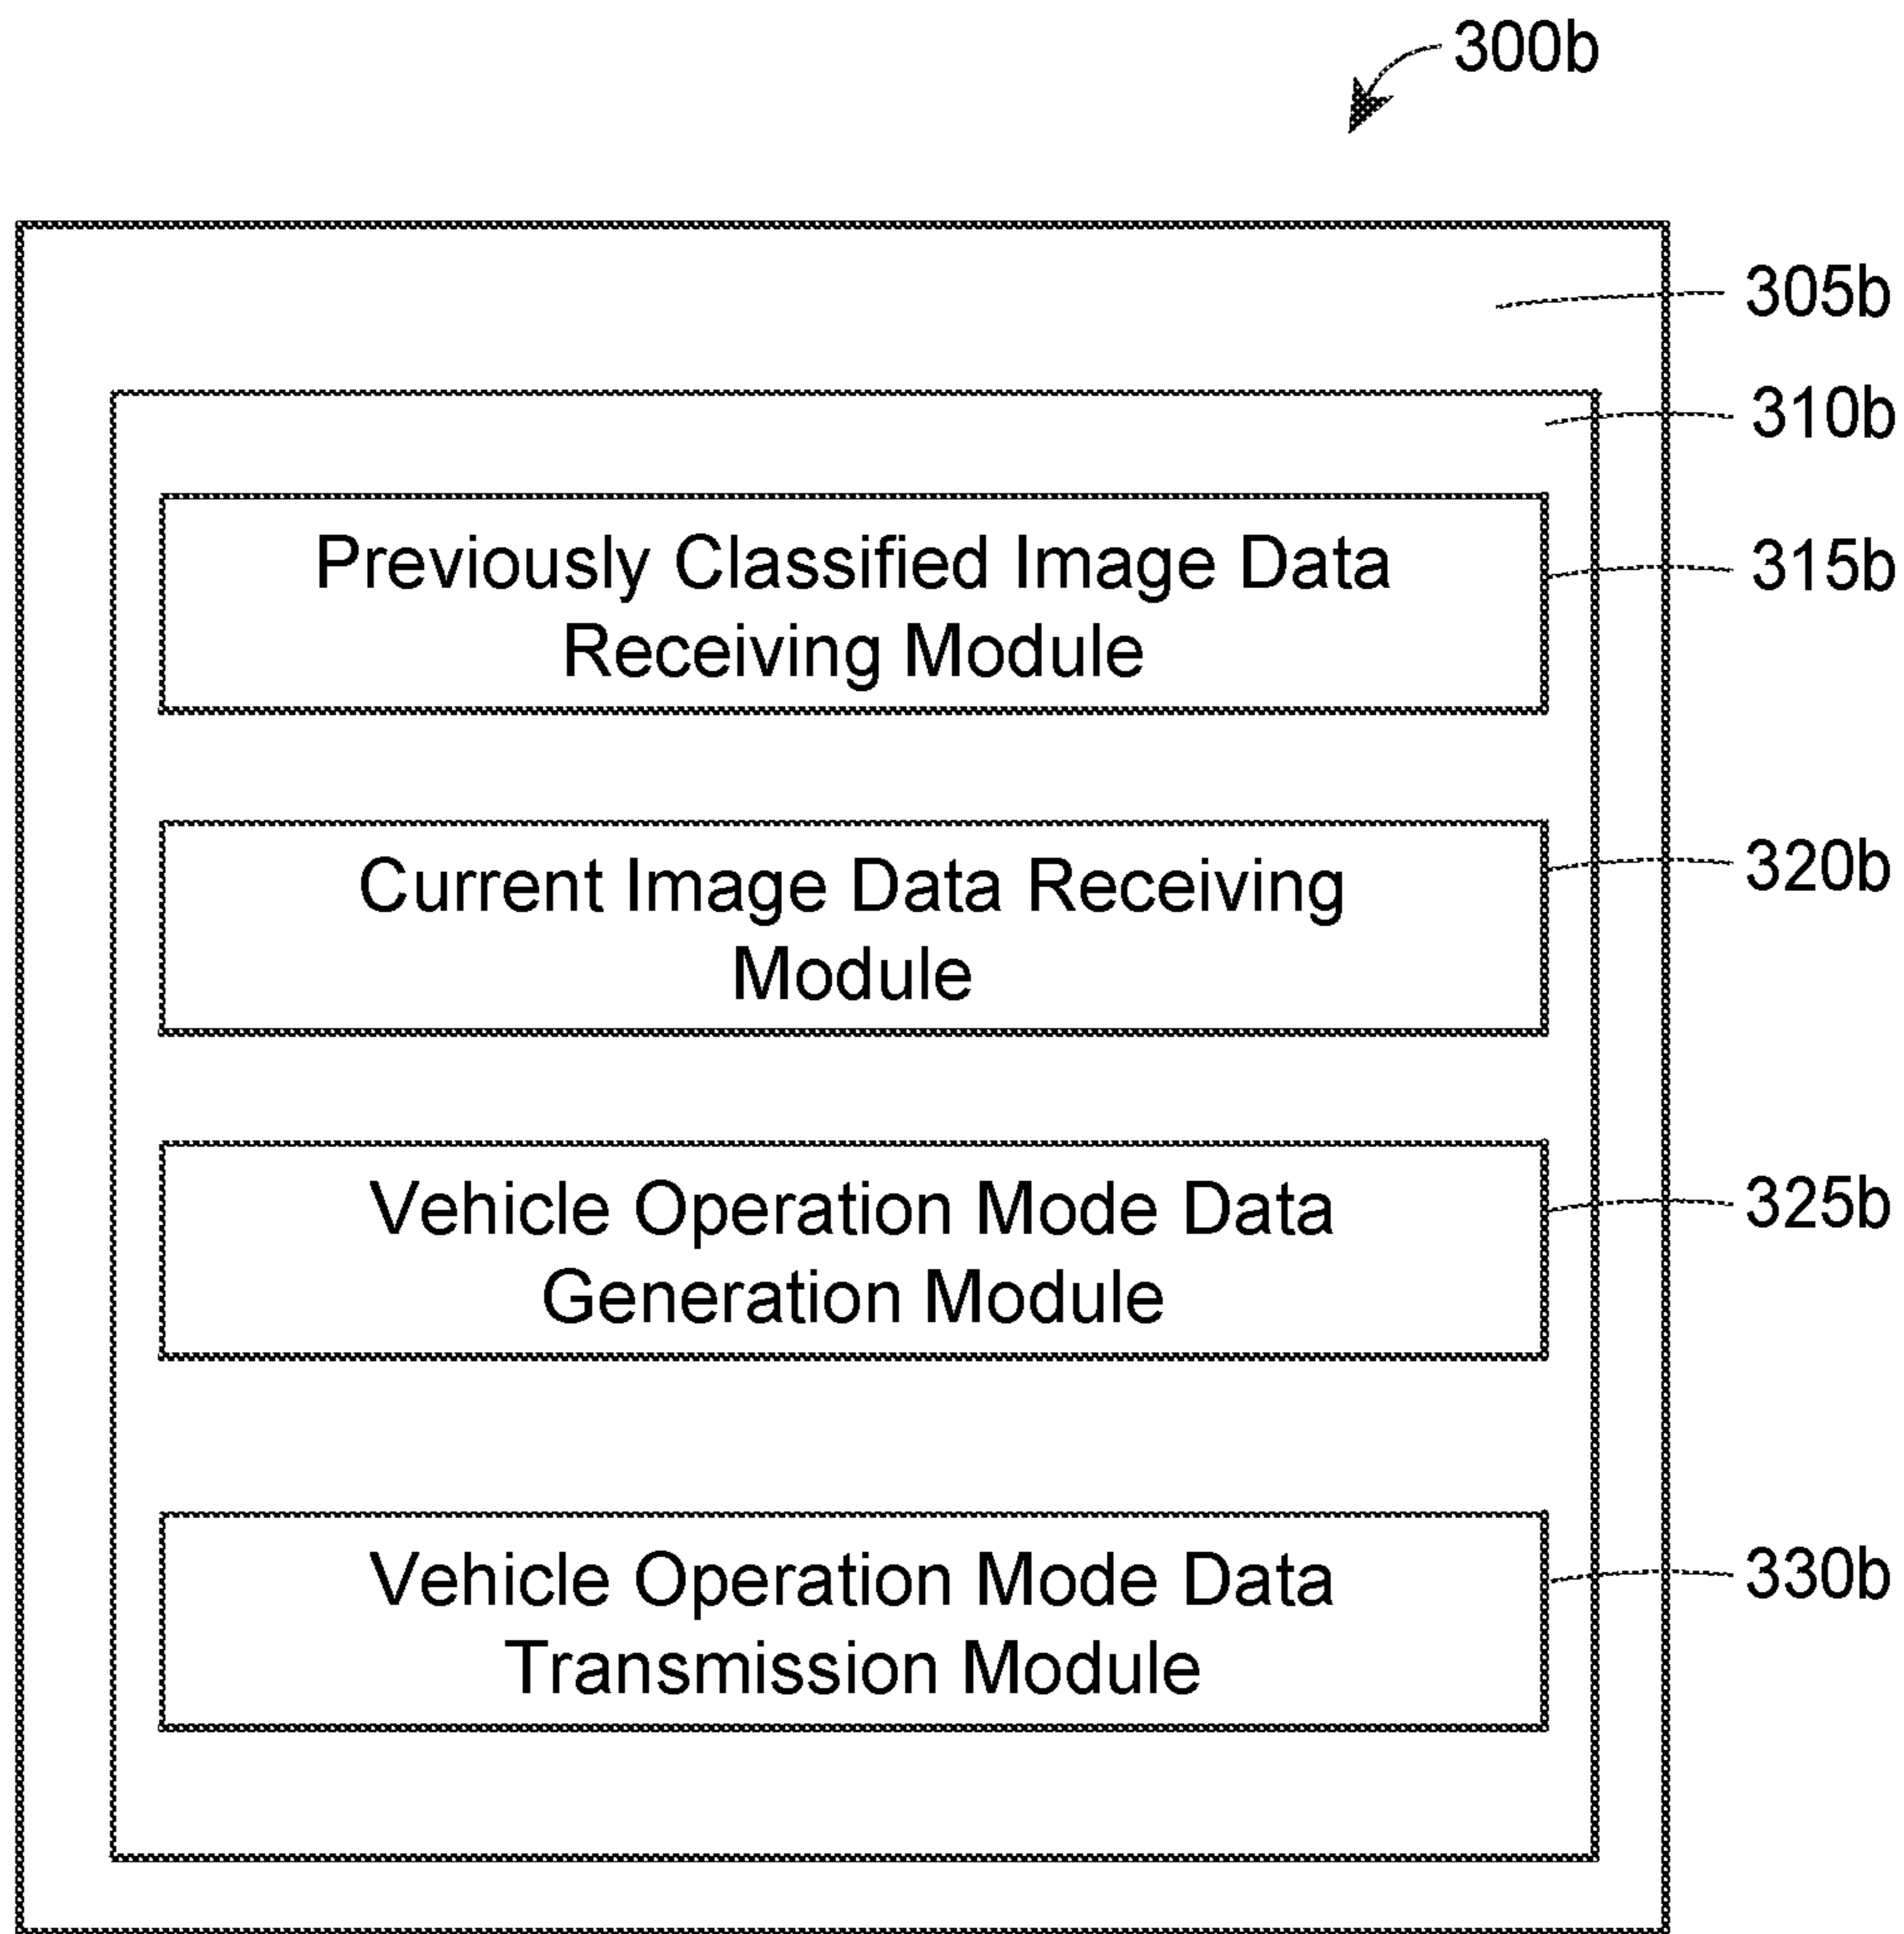 300b
305b
310b
Previously Classified Image Data
Receiving Module
315b
Current Image Data Receiving
Module
320b
Vehicle Operation Mode Data
Generation Module
325b
Vehicle Operation Mode Data
Transmission Module
330b